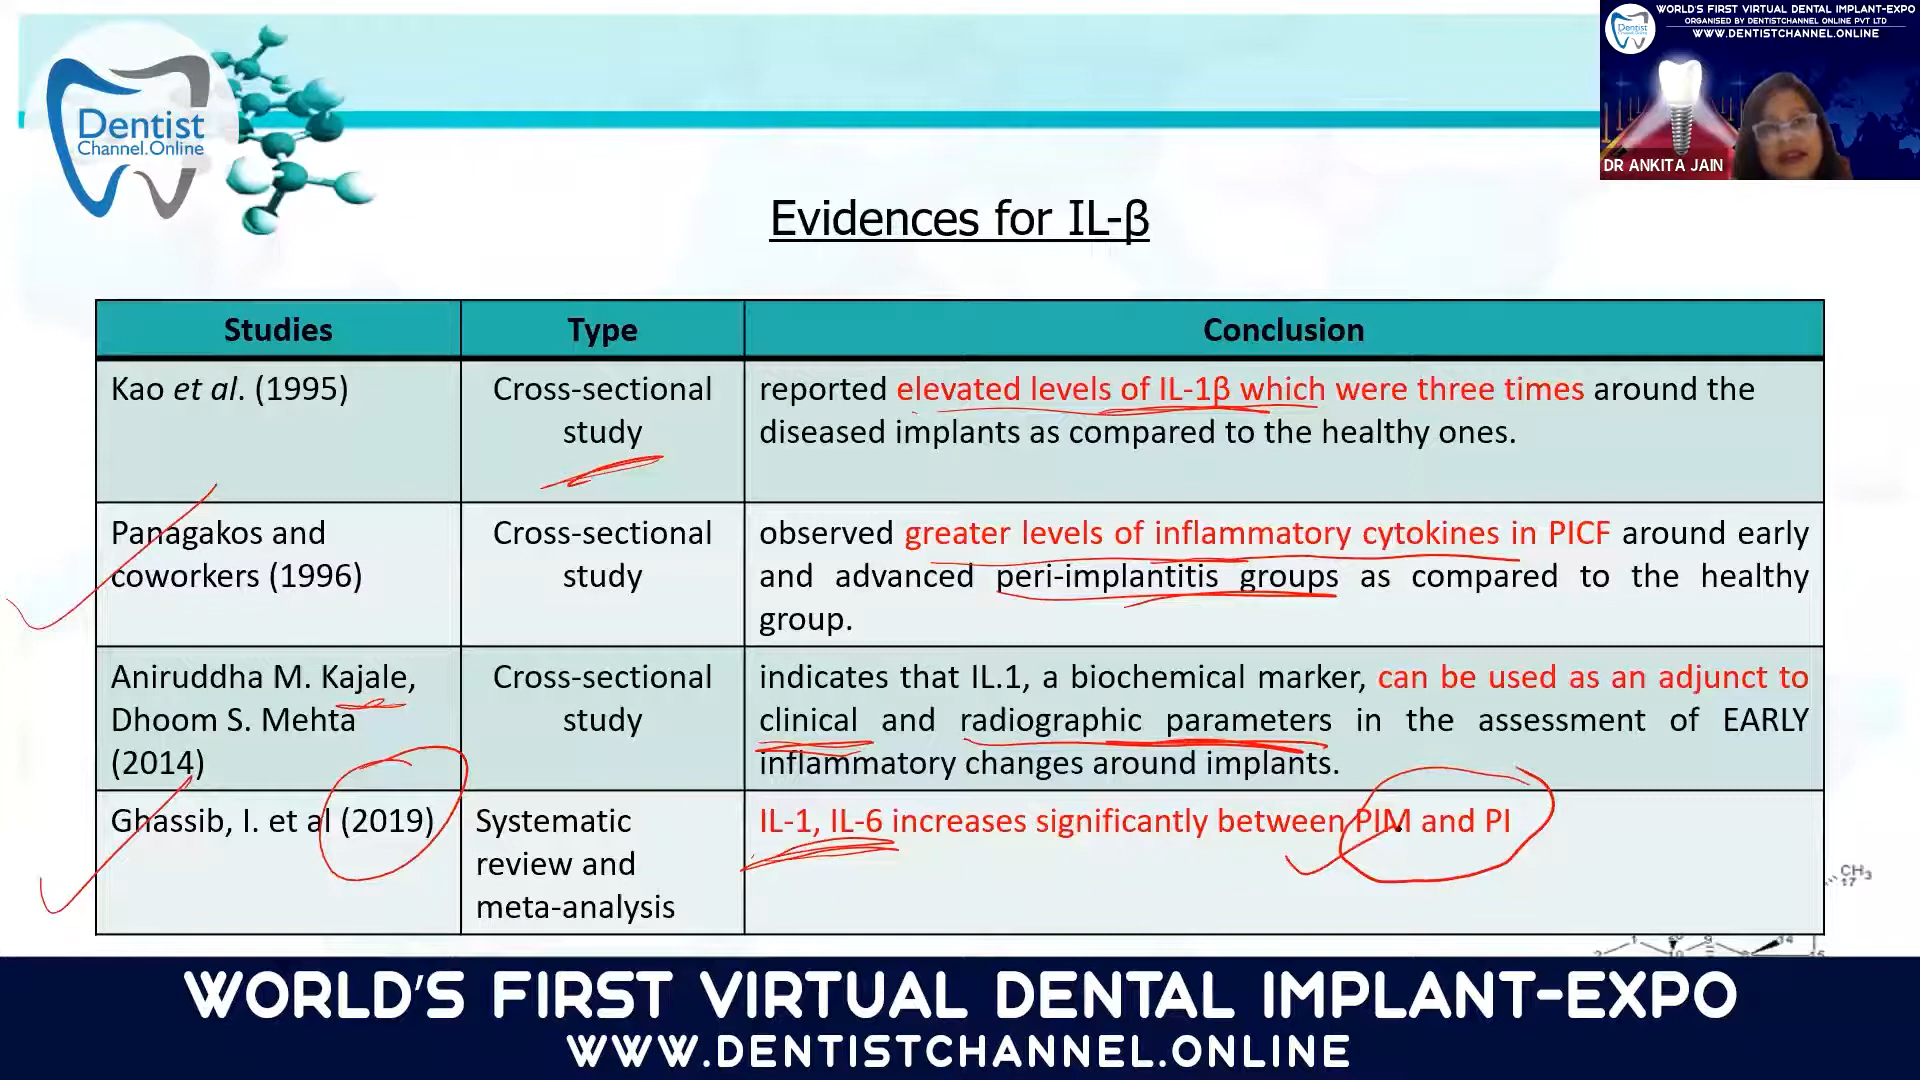 Dentist
Channel.Online
Dentist
Channel.Online
WORLD'S FIRST VIRTUAL DENTAL IMPLANT-EXPO
ORGANISED BY DENTISTCHANNEL ONLINE PVT LTD
WWW.DENTISTCHANNEL.ONLINE
DR ANKITA JAIN
Evidences for IL-β
Studies
Type
Conclusion
Kao et al. (1995)
Cross-sectional
study
reported elevated levels of IL-1β which were three times around the
diseased implants as compared to the healthy ones.
Panagakos and
coworkers (1996)
Cross-sectional
study
observed greater levels of inflammatory cytokines in PICF around early
and advanced peri-implantitis groups as compared to the healthy
group.
Aniruddha M. Kajale,
Dhoom S. Mehta
(2014)
Cross-sectional
study
indicates that IL.1, a biochemical marker, can be used as an adjunct to
clinical and radiographic parameters in the assessment of EARLY
inflammatory changes around implants.
Ghassib, I. et al (2019)
Systematic
review and
meta-analysis
IL-1, IL-6 increases significantly between PIM and PI
CH3
17
WORLD'S FIRST VIRTUAL DENTAL IMPLANT-EXPO
WWW.DENTISTCHANNEL.ONLINE